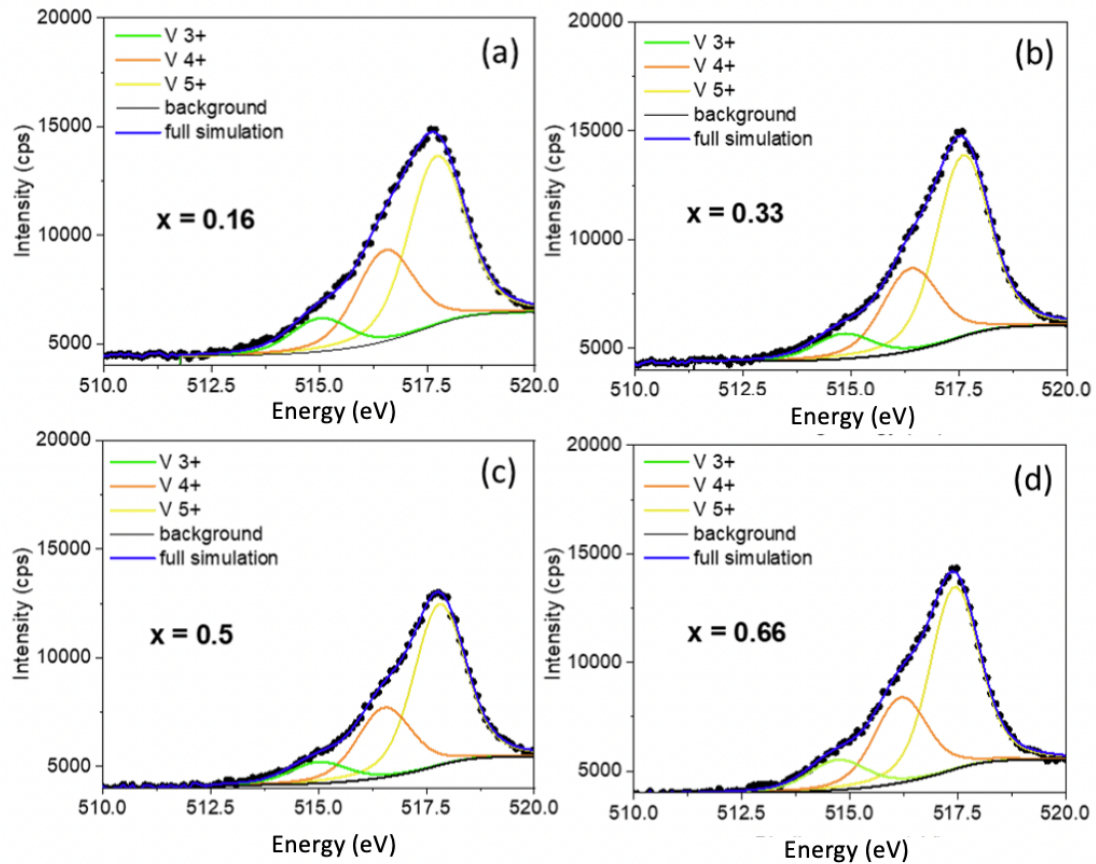 20000
V 3+
V 4+
V 5+
background
full simulation
(a)
15000
x = 0.16
10000
5000
Intensity (cps)
510.0 512.5 515.0 517.5 520.0
Energy (eV)
20000
V 3+
V 4+
V 5+
background
full simulation
(b)
15000
x = 0.33
10000
5000
Intensity (cps)
510.0 512.5 515.0 517.5 520.0
Energy (eV)
20000
V 3+
V 4+
V 5+
background
full simulation
(c)
15000
x = 0.5
10000
5000
Intensity (cps)
510.0 512.5 515.0 517.5 520.0
Energy (eV)
20000
V 3+
V 4+
V 5+
background
full simulation
(d)
15000
x = 0.66
10000
5000
Intensity (cps)
510.0 512.5 515.0 517.5 520.0
Energy (eV)